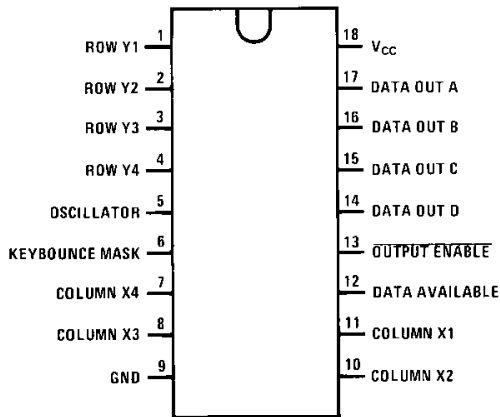 ROW Y1 1
ROW Y2 2
ROW Y3 3
ROW Y4 4
OSCILLATOR 5
KEYBOUNCE MASK 6
COLUMN X4 7
COLUMN X3 8
GND 9
18 VCC
17 DATA OUT A
16 DATA OUT B
15 DATA OUT C
14 DATA OUT D
13 OUTPUT ENABLE
12 DATA AVAILABLE
11 COLUMN X1
10 COLUMN X2